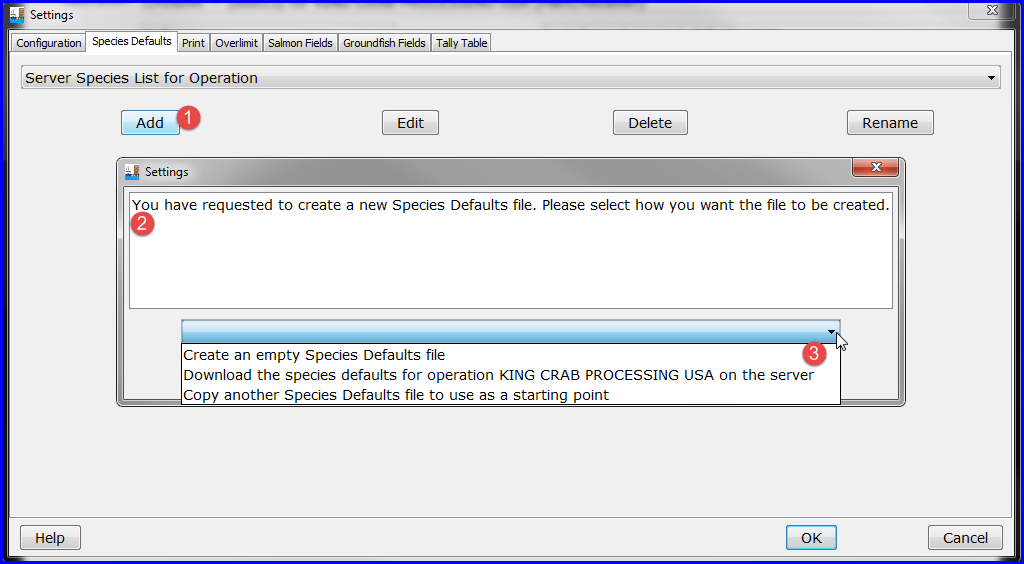 Settings
Configuration Species Defaults Print Overlimit Salmon Fields Groundfish Fields Tally Table
Server Species List for Operation
Add 1 Edit Delete Rename
Settings
You have requested to create a new Species Defaults file. Please select how you want the file to be created.
2
3
Create an empty Species Defaults file
Download the species defaults for operation KING CRAB PROCESSING USA on the server
Copy another Species Defaults file to use as a starting point
Help OK Cancel